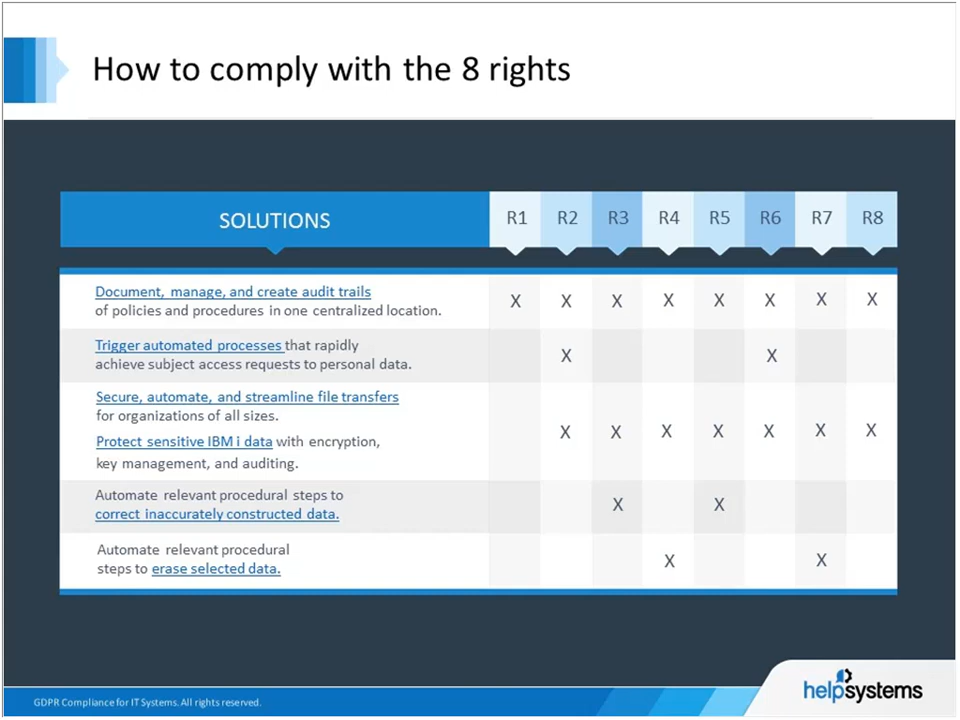 How to comply with the 8 rights
SOLUTIONS R1 R2 R3 R4 R5 R6 R7 R8
Document, manage, and create audit trails
of policies and procedures in one centralized location.
X X X X X X X X
Trigger automated processes that rapidly
achieve subject access requests to personal data.
X X
Secure, automate, and streamline file transfers
for organizations of all sizes.
Protect sensitive IBM i data with encryption,
key management, and auditing.
X X X X X X X
Automate relevant procedural steps to
correct inaccurately constructed data.
X X
Automate relevant procedural
steps to erase selected data.
X X
GDPR Compliance for IT Systems. All rights reserved.
helpsystems